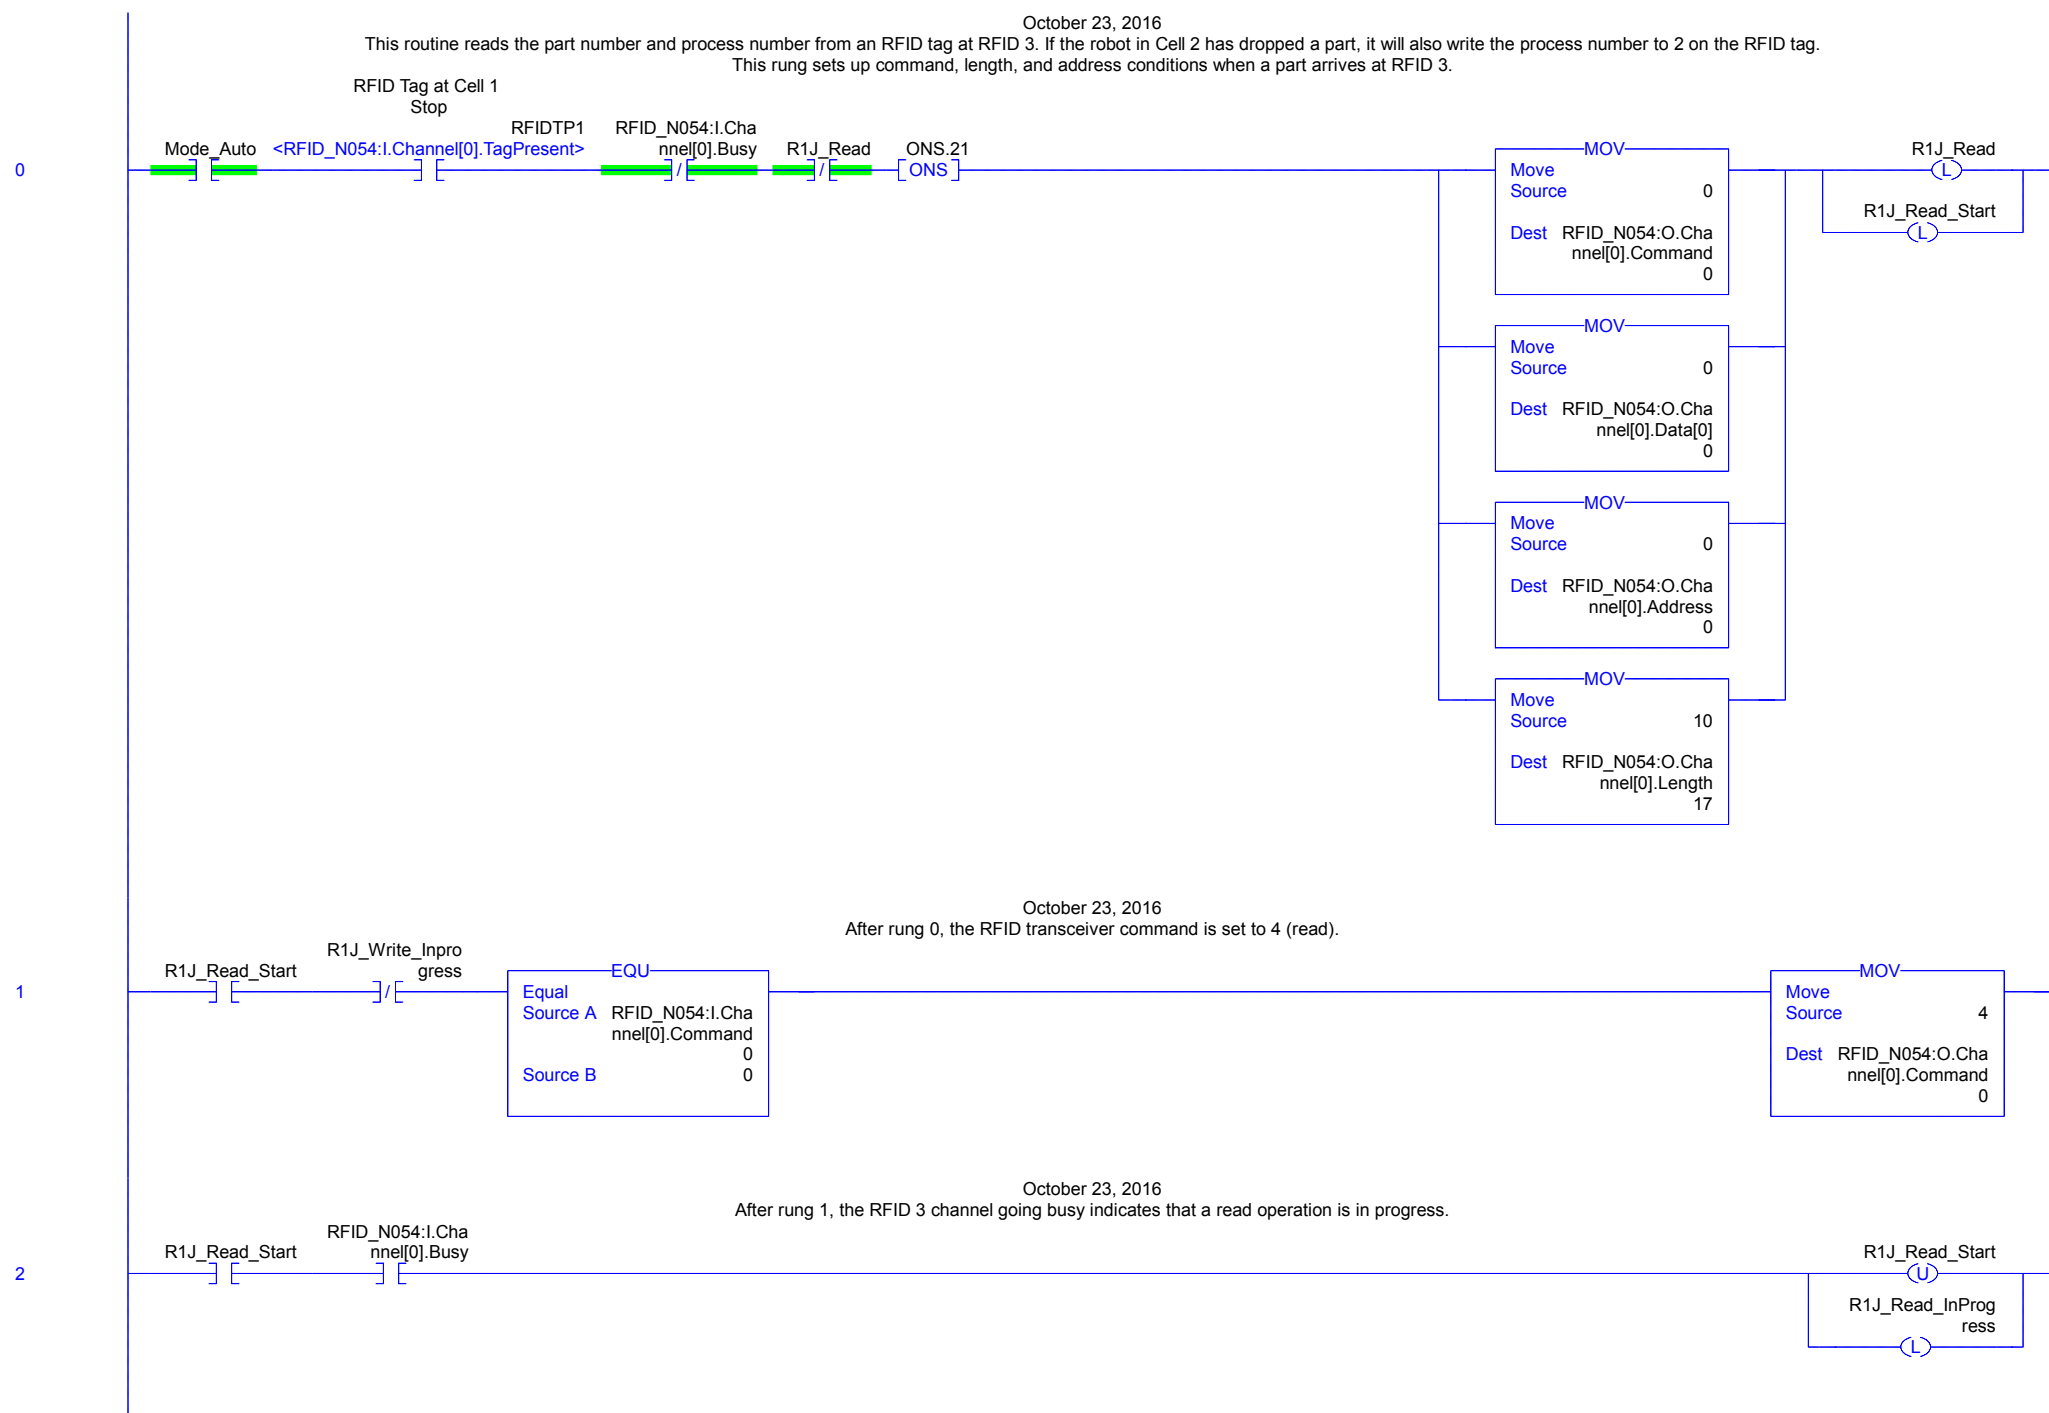 October 23, 2016
This routine reads the part number and process number from an RFID tag at RFID 3. If the robot in Cell 2 has dropped a part, it will also write the process number to 2 on the RFID tag.
This rung sets up command, length, and address conditions when a part arrives at RFID 3.
RFID Tag at Cell 1
Stop
RFIDTP1
RFID_N054:I.Cha
Mode_Auto
<RFID_N054:I.Channel[0].TagPresent>
nnel[0].Busy
R1J_Read
ONS.21
0
/
/
ONS
MOV
Move
Source 0
Dest RFID_N054:O.Cha
nnel[0].Command
0
R1J_Read
L
R1J_Read_Start
L
MOV
Move
Source 0
Dest RFID_N054:O.Cha
nnel[0].Data[0]
0
MOV
Move
Source 0
Dest RFID_N054:O.Cha
nnel[0].Address
0
MOV
Move
Source 10
Dest RFID_N054:O.Cha
nnel[0].Length
17
October 23, 2016
After rung 0, the RFID transceiver command is set to 4 (read).
1
R1J_Read_Start
R1J_Write_Inpro
gress
/
EQU
Equal
Source A RFID_N054:I.Cha
nnel[0].Command
0
Source B 0
MOV
Move
Source 4
Dest RFID_N054:O.Cha
nnel[0].Command
0
October 23, 2016
After rung 1, the RFID 3 channel going busy indicates that a read operation is in progress.
2
R1J_Read_Start
RFID_N054:I.Cha
nnel[0].Busy
R1J_Read_Start
U
R1J_Read_InProg
ress
L